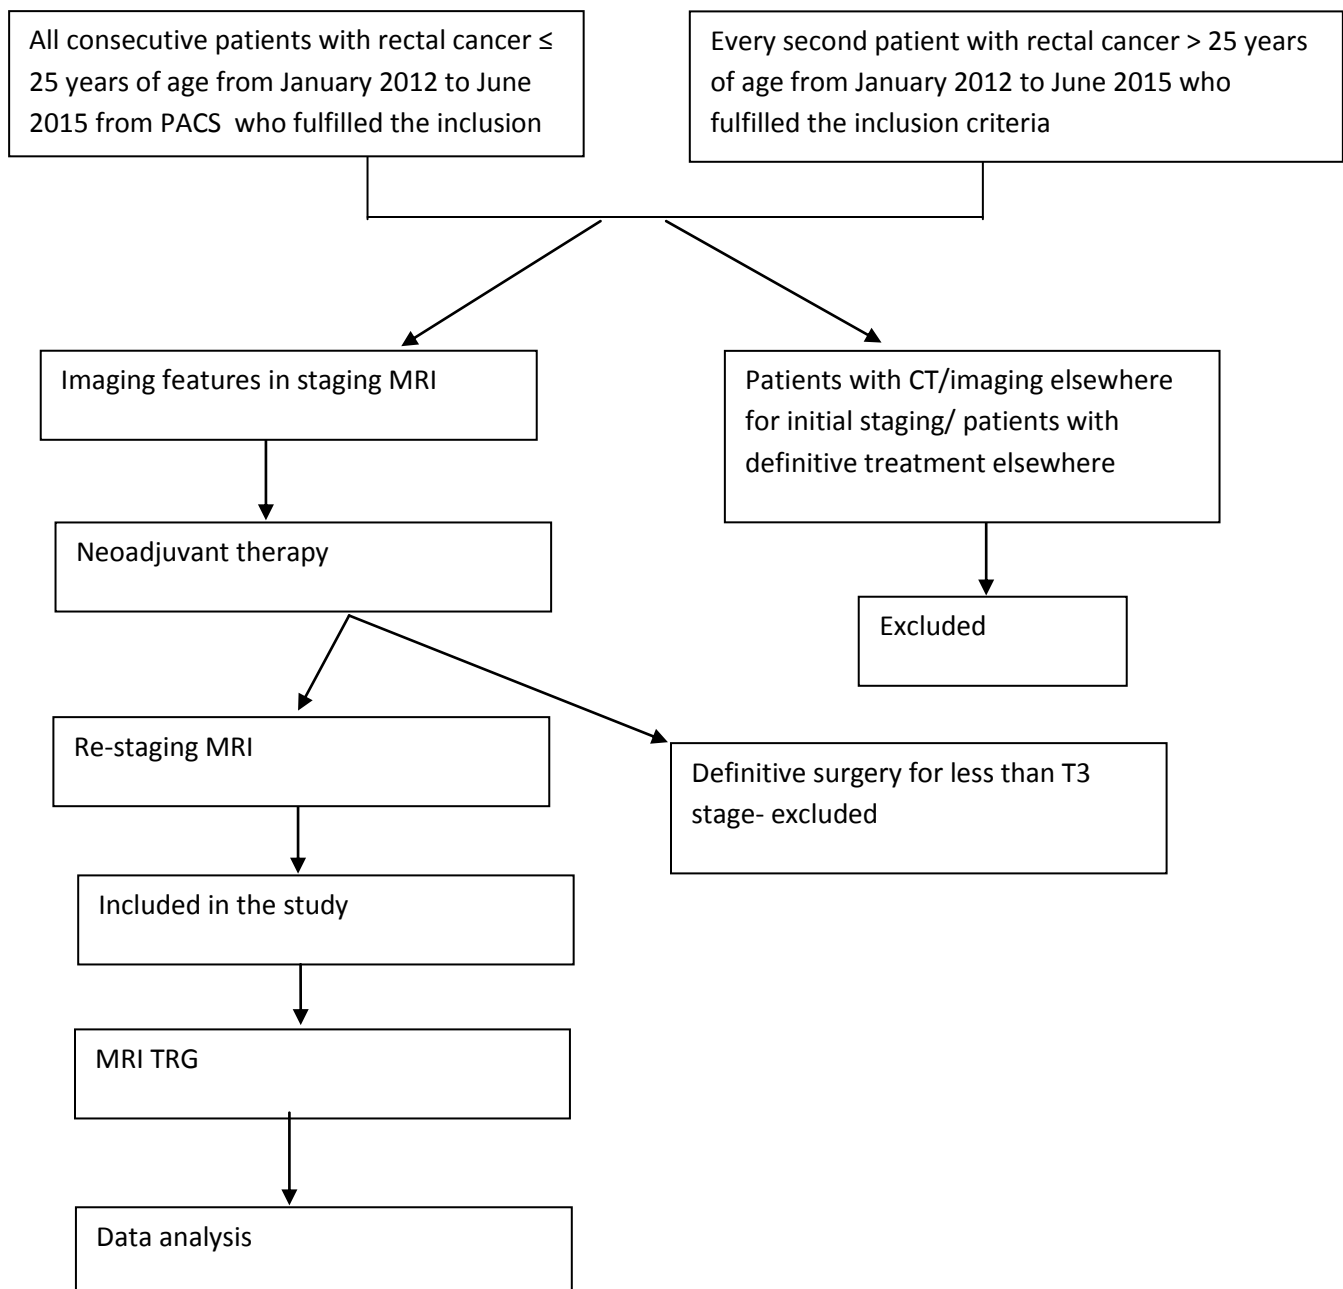 All consecutive patients with rectal cancer ≤
25 years of age from January 2012 to June
2015 from PACS  who fulfilled the inclusion
Every second patient with rectal cancer > 25 years
of age from January 2012 to June 2015 who
fulfilled the inclusion criteria
Imaging features in staging MRI
Patients with CT/imaging elsewhere
for initial staging/ patients with
definitive treatment elsewhere
Neoadjuvant therapy
Excluded
Re-staging MRI
Definitive surgery for less than T3
stage- excluded
Included in the study
MRI TRG
Data analysis